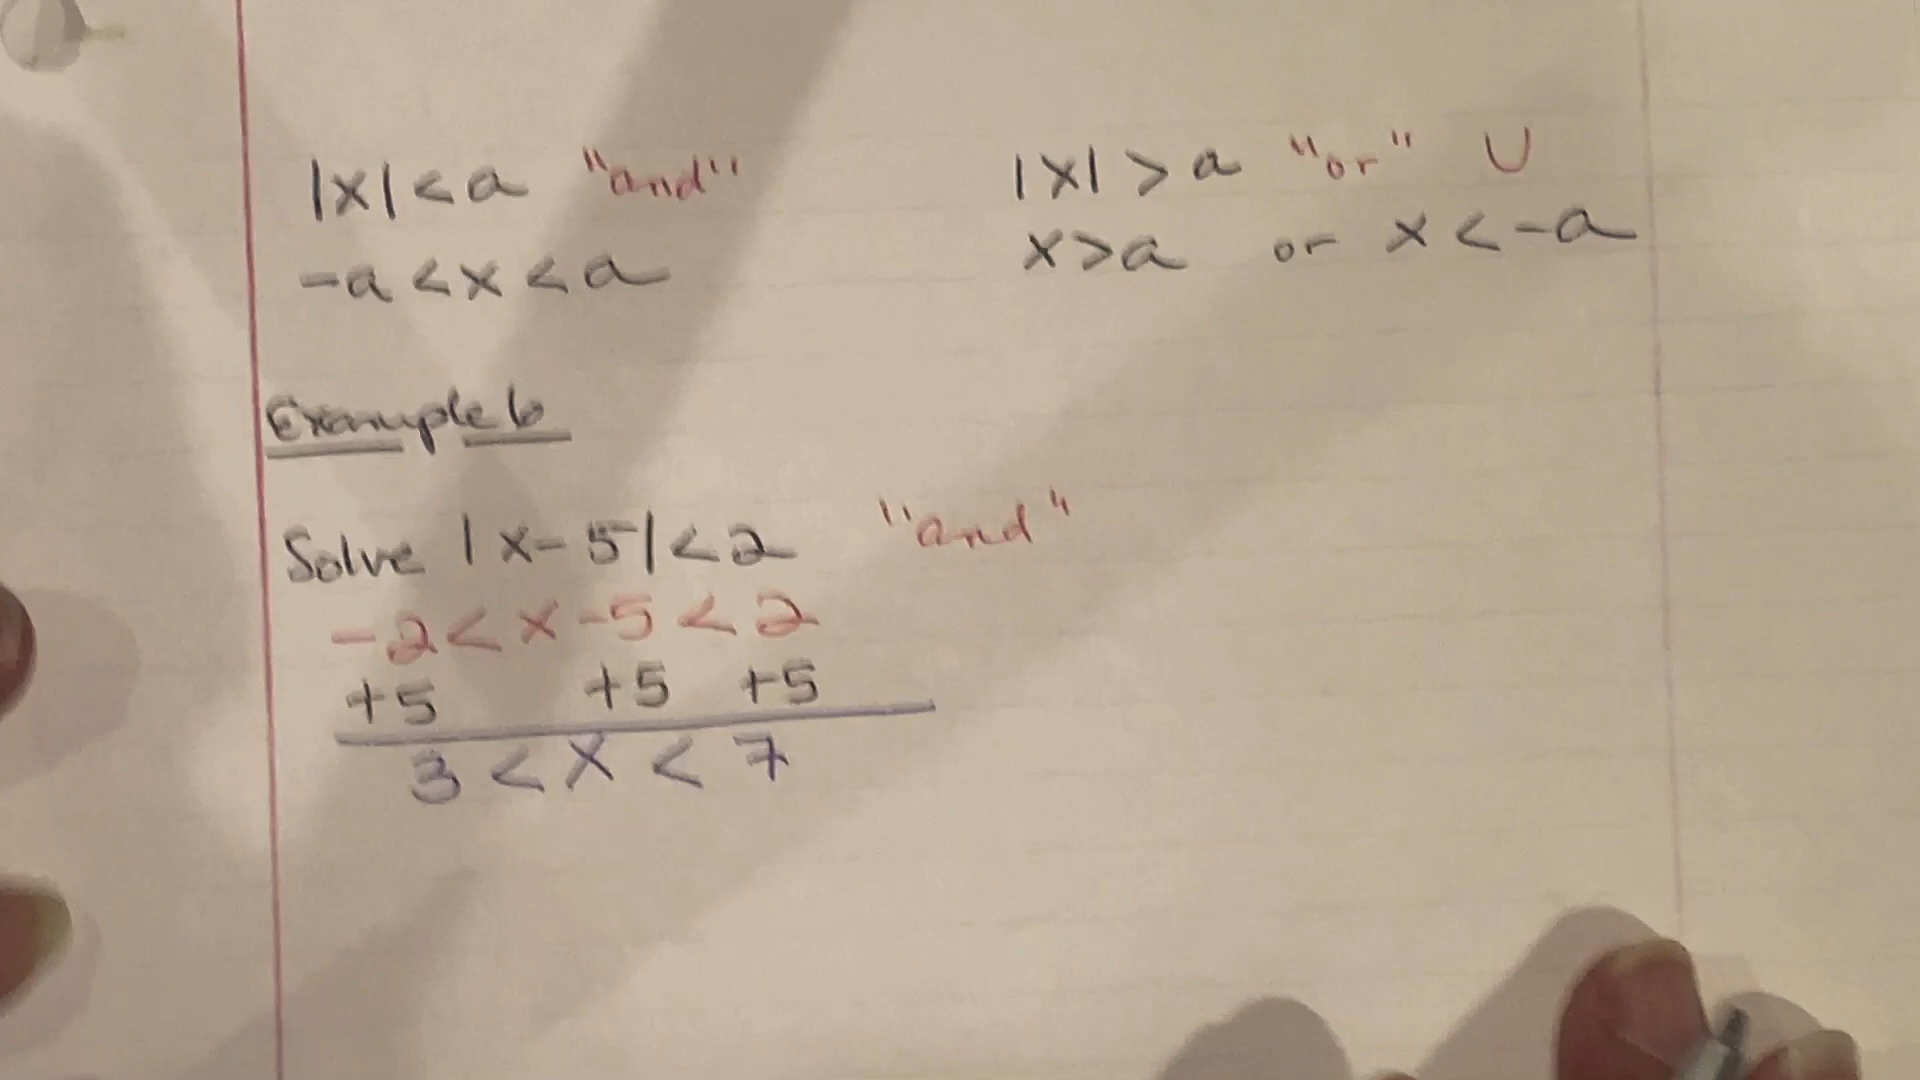 |x| < a "and"
-a < x < a
|x| > a "or" ∪
x > a or x < -a
Example 6
Solve |x - 5| < 2 "and"
-2 < x - 5 < 2
+5 +5 +5
3 < x < 7